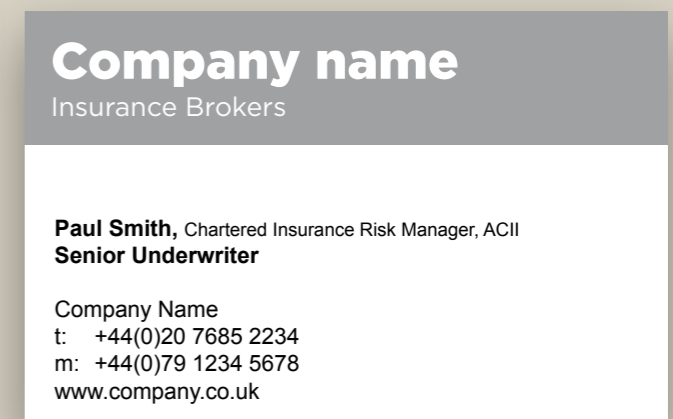 Company name
Insurance Brokers
Paul Smith, Chartered Insurance Risk Manager, ACII
Senior Underwriter
Company Name
t: +44(0)20 7685 2234
m: +44(0)79 1234 5678
www.company.co.uk